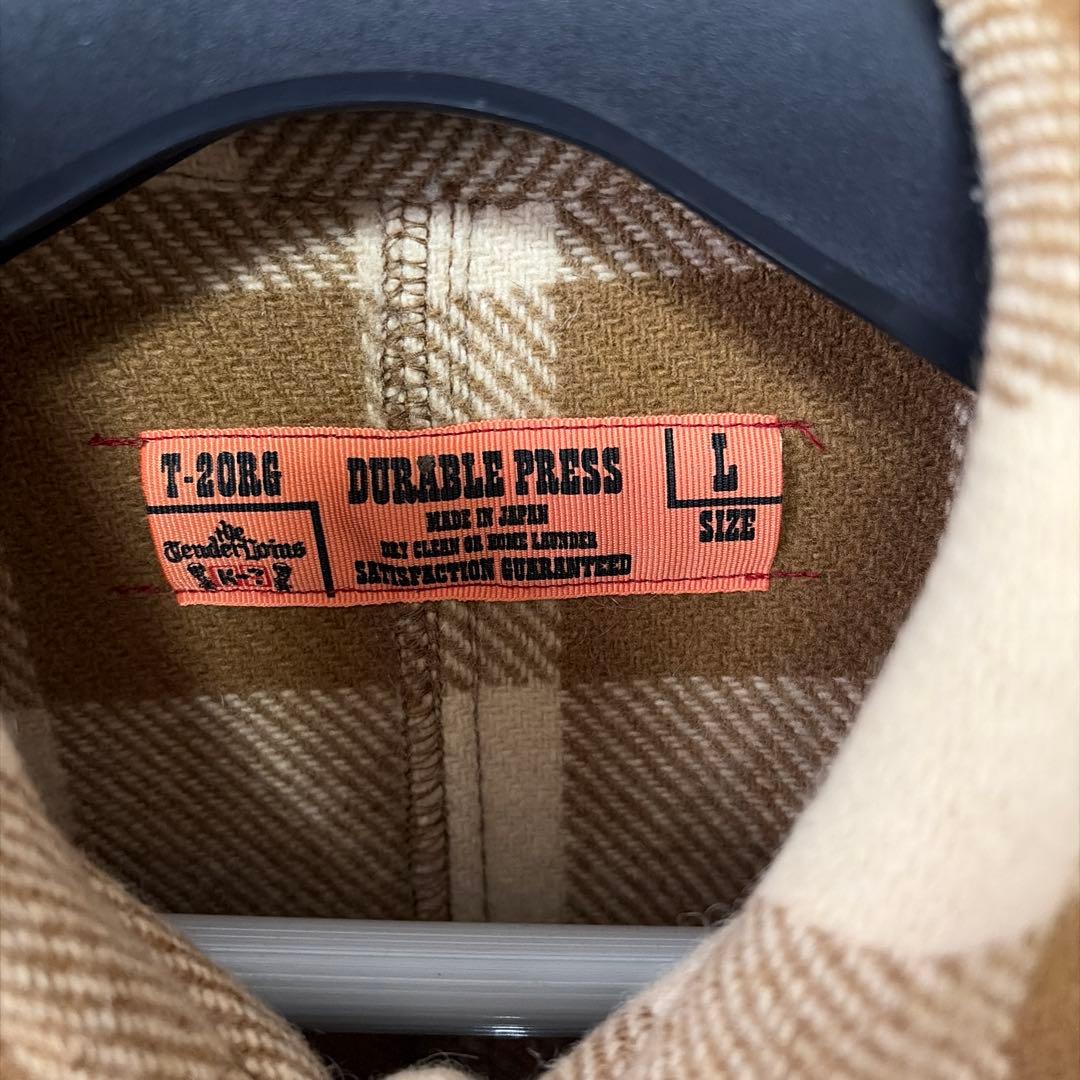 T-20RG
the
Tenderloins
DURABLE PRESS
MADE IN JAPAN
DRY CLEAN OR HOME LAUNDER
SATISFACTION GUARANTEED
L
SIZE